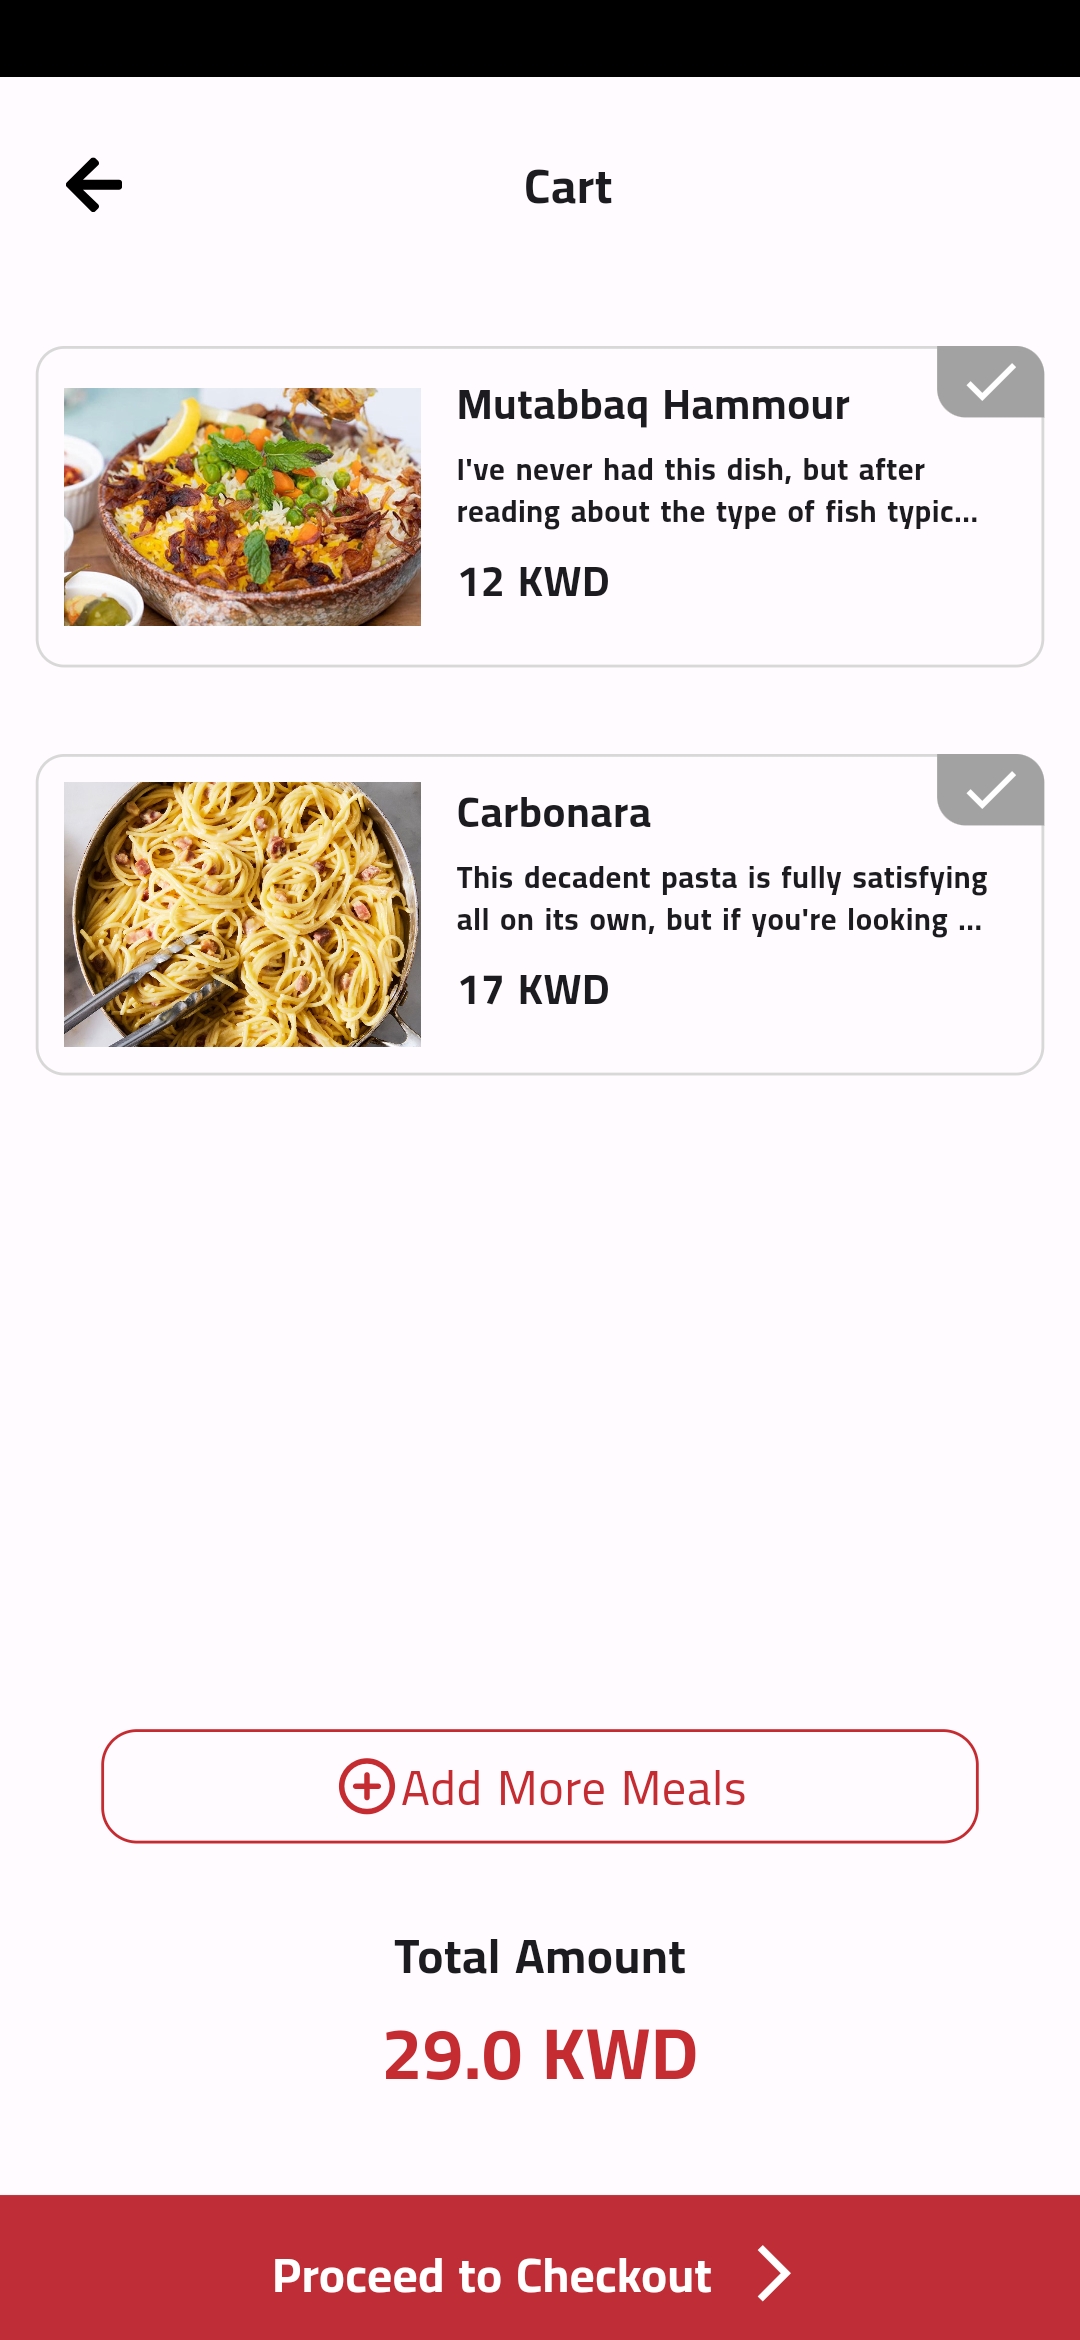 Cart
Mutabbaq Hammour
I've never had this dish, but after
reading about the type of fish typic...
12 KWD
Carbonara
This decadent pasta is fully satisfying
all on its own, but if you're looking ...
17 KWD
Add More Meals
Total Amount
29.0 KWD
Proceed to Checkout